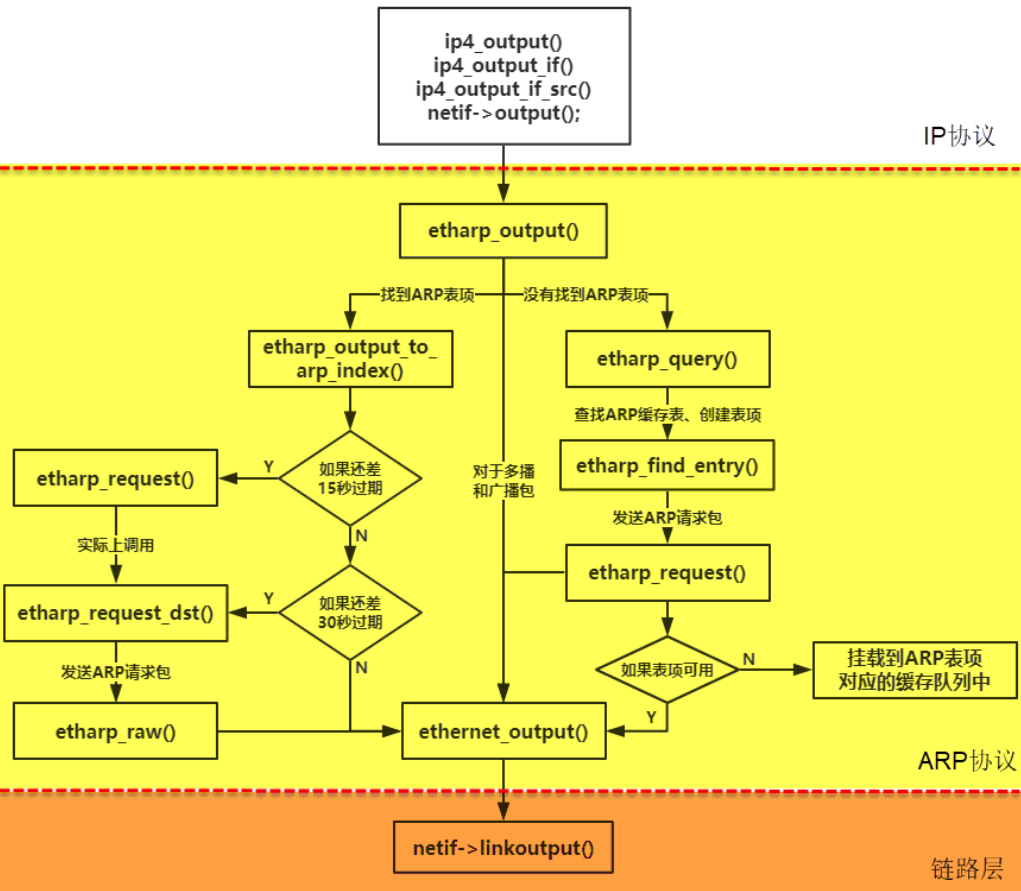 ip4_output()
ip4_output_if()
ip4_output_if_src()
netif->output();
IP协议
etharp_output()
找到ARP表项
没有找到ARP表项
etharp_output_to_
arp_index()
etharp_query()
查找ARP缓存表、创建表项
etharp_find_entry()
对于多播
和广播包
如果还差
15秒过期
Y
N
etharp_request()
实际上调用
发送ARP请求包
etharp_request()
etharp_request_dst()
Y
如果还差
30秒过期
N
发送ARP请求包
如果表项可用
N
挂载到ARP表项
对应的缓存队列中
Y
etharp_raw()
ethernet_output()
ARP协议
netif->linkoutput()
链路层